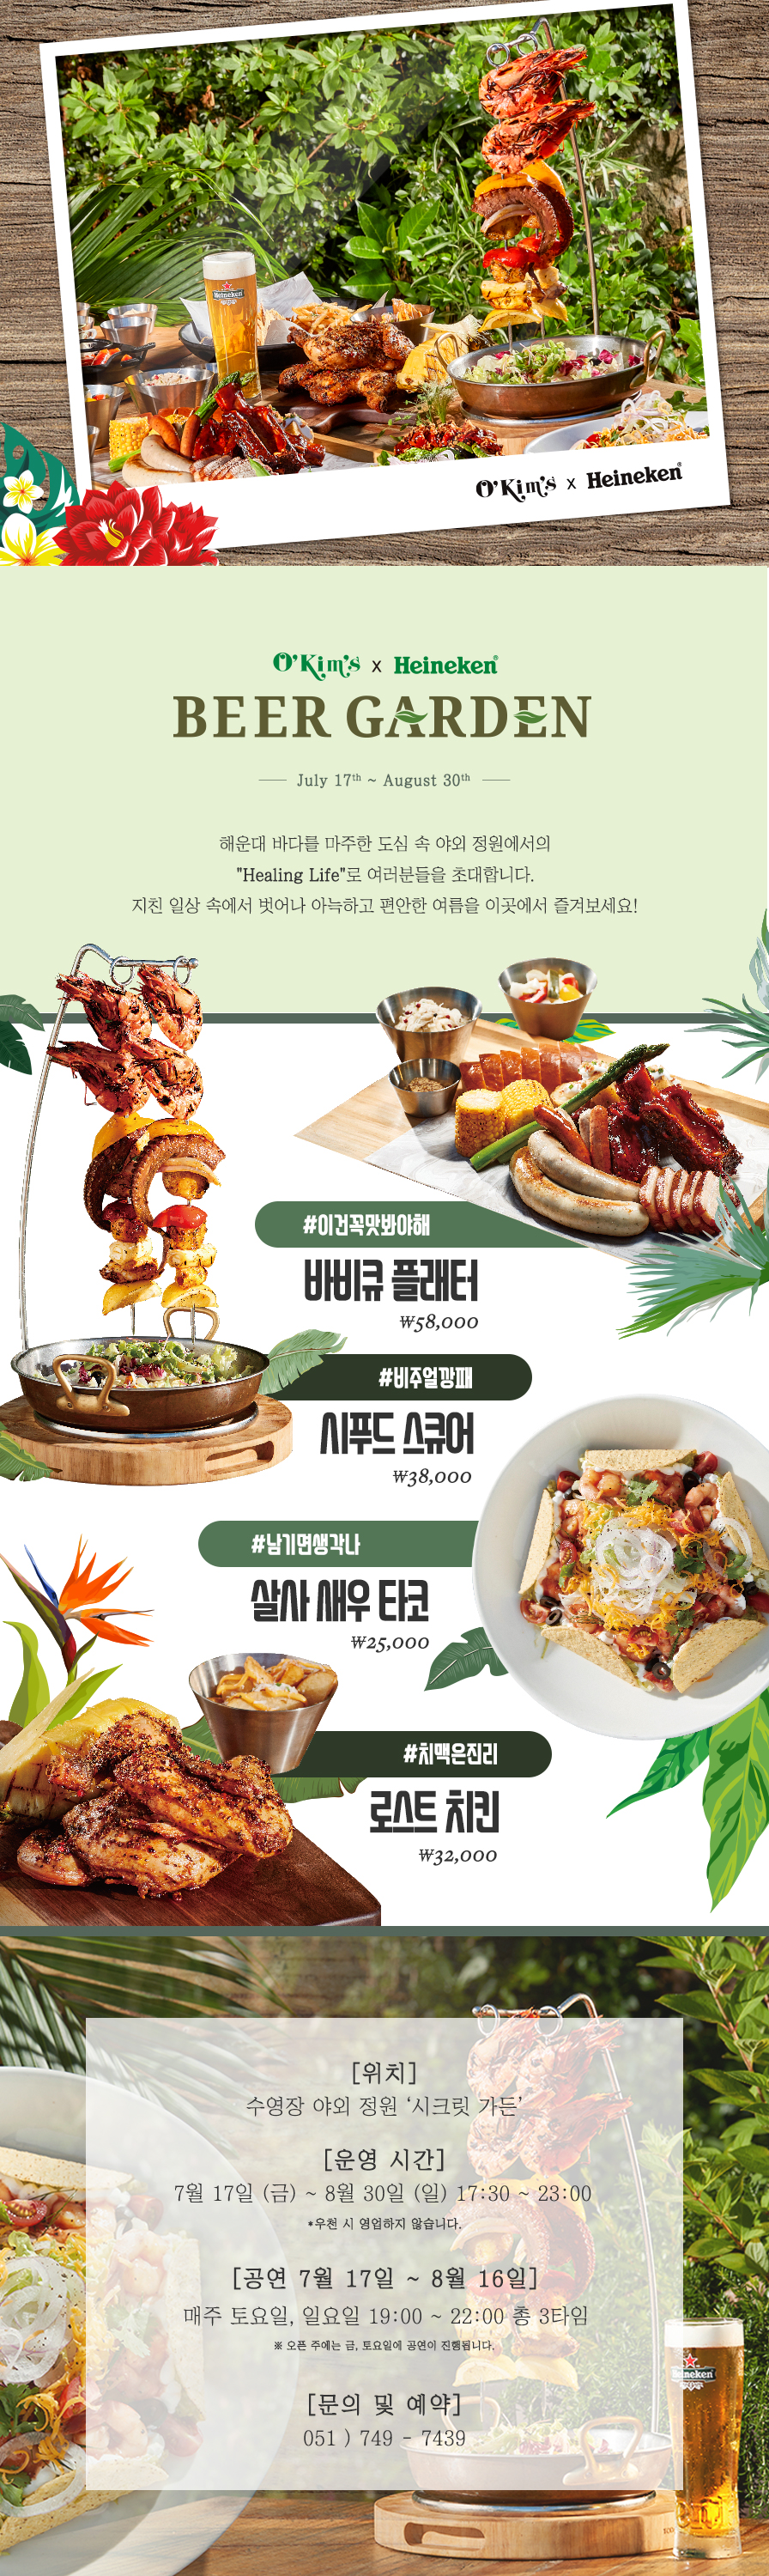 Heineken
O'Kim's x Heineken®
O'Kim's x Heineken®
BEER GARDEN
July 17th ~ August 30th
해운대 바다를 마주한 도심 속 야외 정원에서의
"Healing Life"로 여러분들을 초대합니다.
지친 일상 속에서 벗어나 아늑하고 편안한 여름을 이곳에서 즐겨보세요!
#이건꼭맛봐야해
바비큐 플래터
₩58,000
#비주얼깡패
시푸드 스큐어
₩38,000
#남기면생각나
살사 새우 타코
₩25,000
#치맥은진리
로스트 치킨
₩32,000
[위치]
수영장 야외 정원 ‘시크릿 가든’
[운영 시간]
7월 17일 (금) ~ 8월 30일 (일) 17:30 ~ 23:00
*우천 시 영업하지 않습니다.
[공연 7월 17일 ~ 8월 16일]
매주 토요일, 일요일 19:00 ~ 22:00 총 3타임
※ 오픈 주에는 금, 토요일에 공연이 진행됩니다.
Heineken
[문의 및 예약]
051 ) 749 - 7439